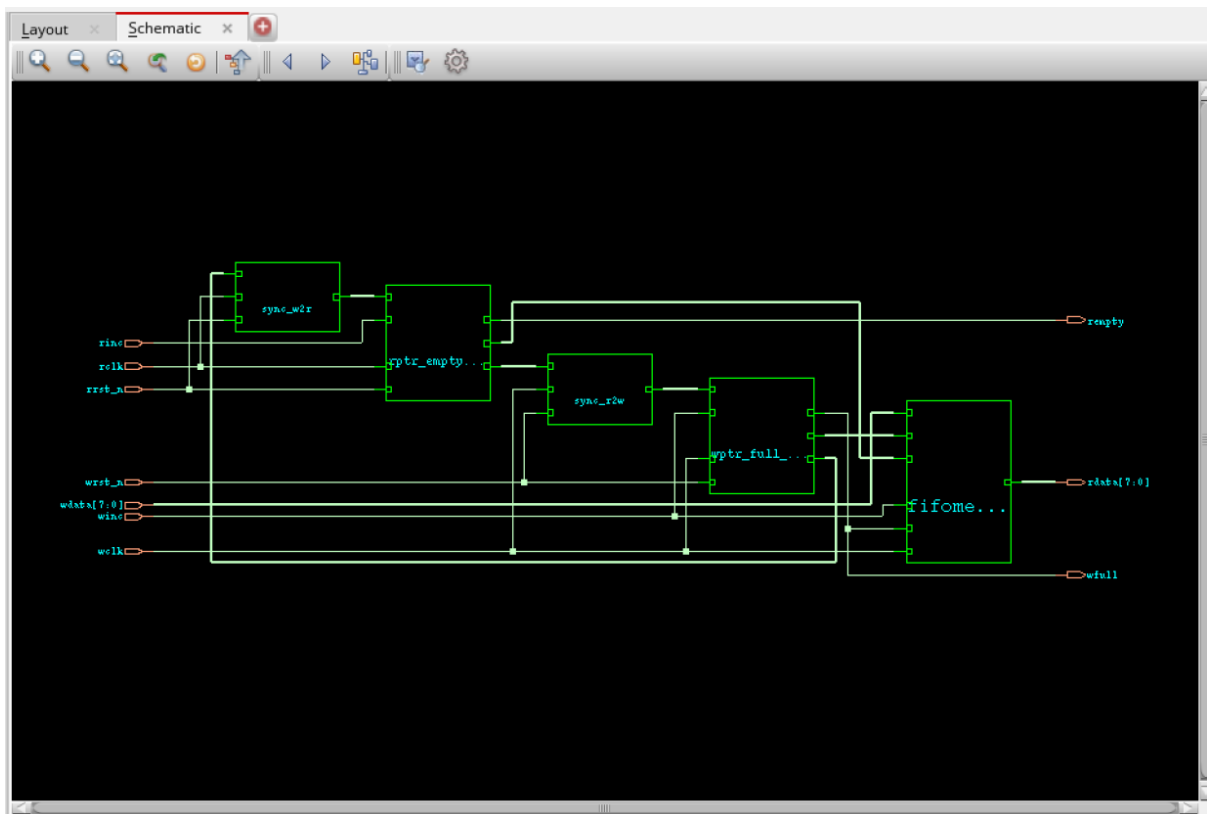 Layout
Schematic
sync_w2r
rinc
rclk
rrst_n
rptr_empty...
rempty
sync_r2w
wptr_full_...
wrst_n
wdata[7:0]
winc
wclk
fifome...
rdata[7:0]
wfull